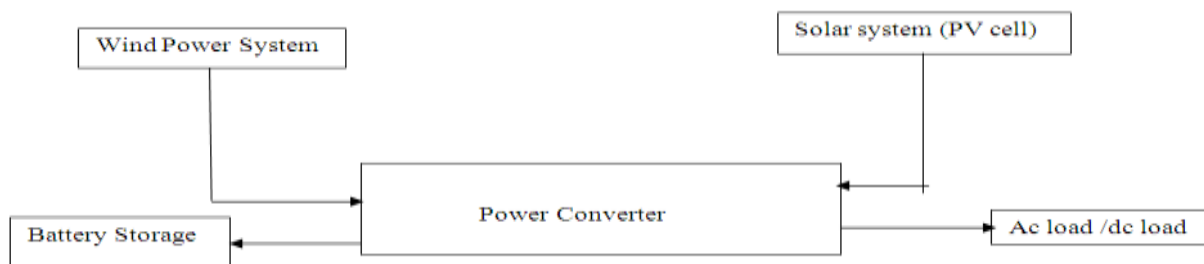 Wind Power System
Solar system (PV cell)
Power Converter
Battery Storage
Ac load /dc load